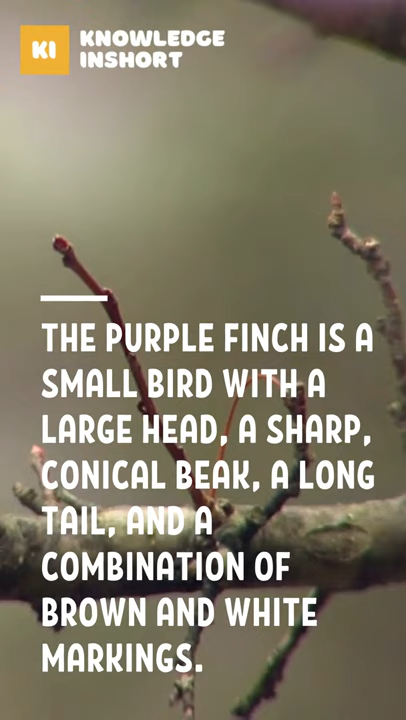 KI
KNOWLEDGE
INSHORT
THE PURPLE FINCH IS A
SMALL BIRD WITH A
LARGE HEAD, A SHARP,
CONICAL BEAK, A LONG
TAIL, AND A
COMBINATION OF
BROWN AND WHITE
MARKINGS.